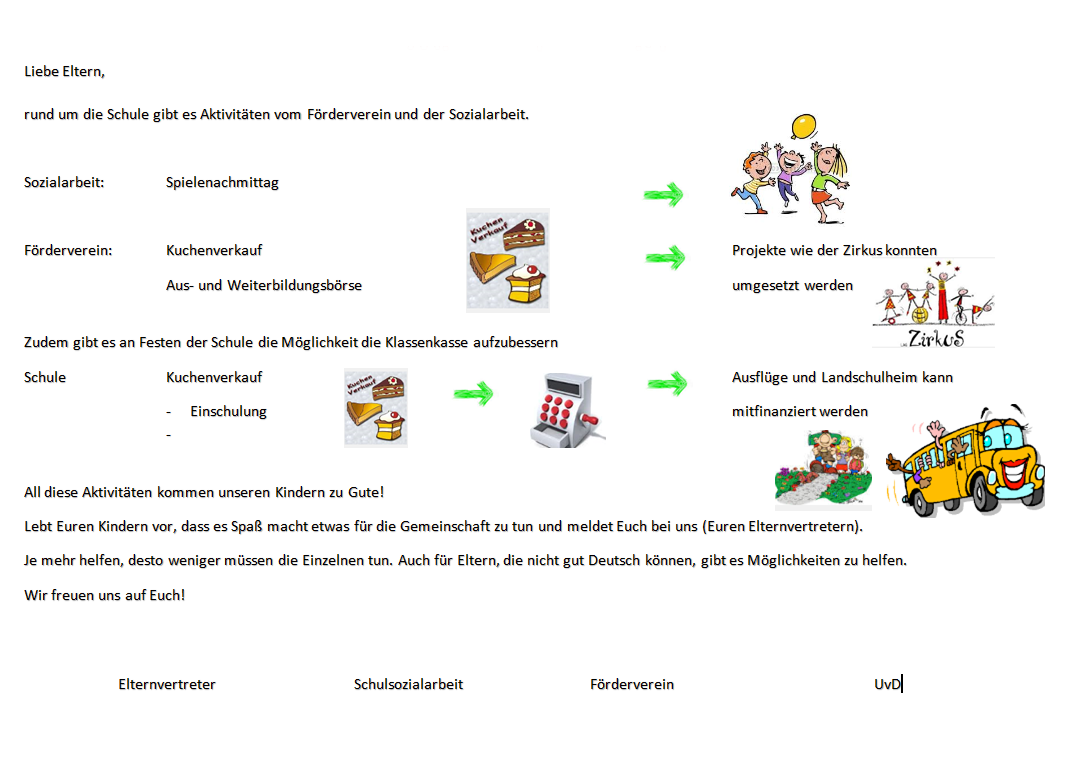 Liebe Eltern,
rund um die Schule gibt es Aktivitäten vom Förderverein und der Sozialarbeit.
Sozialarbeit: Spielenachmittag
Kuchen
Verkauf
Förderverein: Kuchenverkauf Projekte wie der Zirkus konnten
Aus- und Weiterbildungsbörse umgesetzt werden
Zirkus
Zudem gibt es an Festen der Schule die Möglichkeit die Klassenkasse aufzubessern
Schule Kuchenverkauf Ausflüge und Landschulheim kann
Kuchen
Verkauf
- Einschulung mitfinanziert werden
-
All diese Aktivitäten kommen unseren Kindern zu Gute!
Lebt Euren Kindern vor, dass es Spaß macht etwas für die Gemeinschaft zu tun und meldet Euch bei uns (Euren Elternvertretern).
Je mehr helfen, desto weniger müssen die Einzelnen tun. Auch für Eltern, die nicht gut Deutsch können, gibt es Möglichkeiten zu helfen.
Wir freuen uns auf Euch!
Elternvertreter Schulsozialarbeit Förderverein UvD